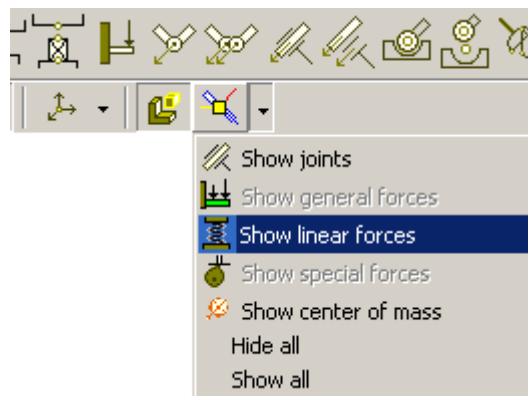 Show joints
Show general forces
Show linear forces
Show special forces
Show center of mass
Hide all
Show all